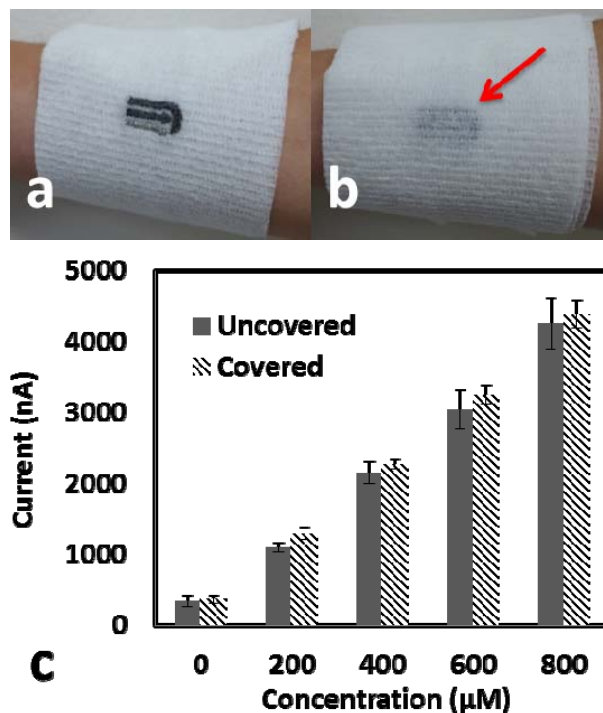 a
b
5000
4000
3000
2000
1000
0
Current (nA)
Uncovered
Covered
0 200 400 600 800
Concentration (µM)
c